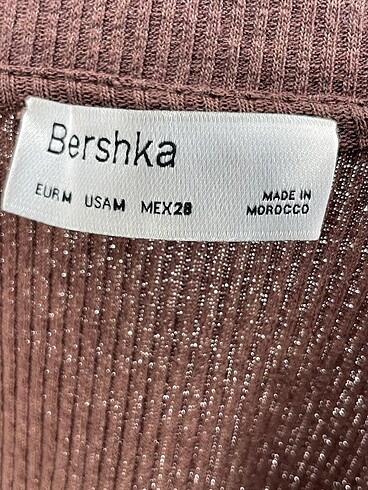 Bershka
EUR M USA M MEX 28
MADE IN
MOROCCO